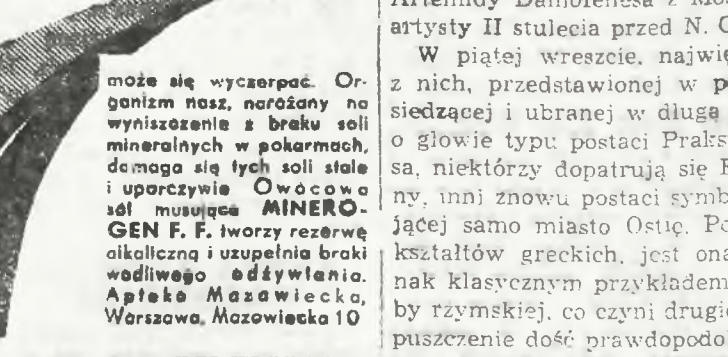 może się wyczerpać. Or-
ganizm nasz, narażany na
wyniszczenie z braku soli
mineralnych w pokarmach,
domaga się tych soli stale
i uporczywie Owocowa
sól musująca MINERO-
GEN F. F. tworzy rezerwę
alkaliczną i uzupełnia braki
wadliwego odżywiania.
Apteka Mazowiecka,
Warszawa, Mazowiecka 10
artysty II stulecia przed N. C
W piątej wreszcie, najwię
z nich, przedstawionej w p
siedzącej i ubranej w długą
o głowie typu postaci Praks
sa, niektórzy dopatrują się
ny, inni znowu postaci symb
jącej samo miasto Ostię. Po
kształtów greckich, jest ona
nak klasycznym przykładem
by rzymskiej, co czyni drugie
puszczenie dość prawdopodo